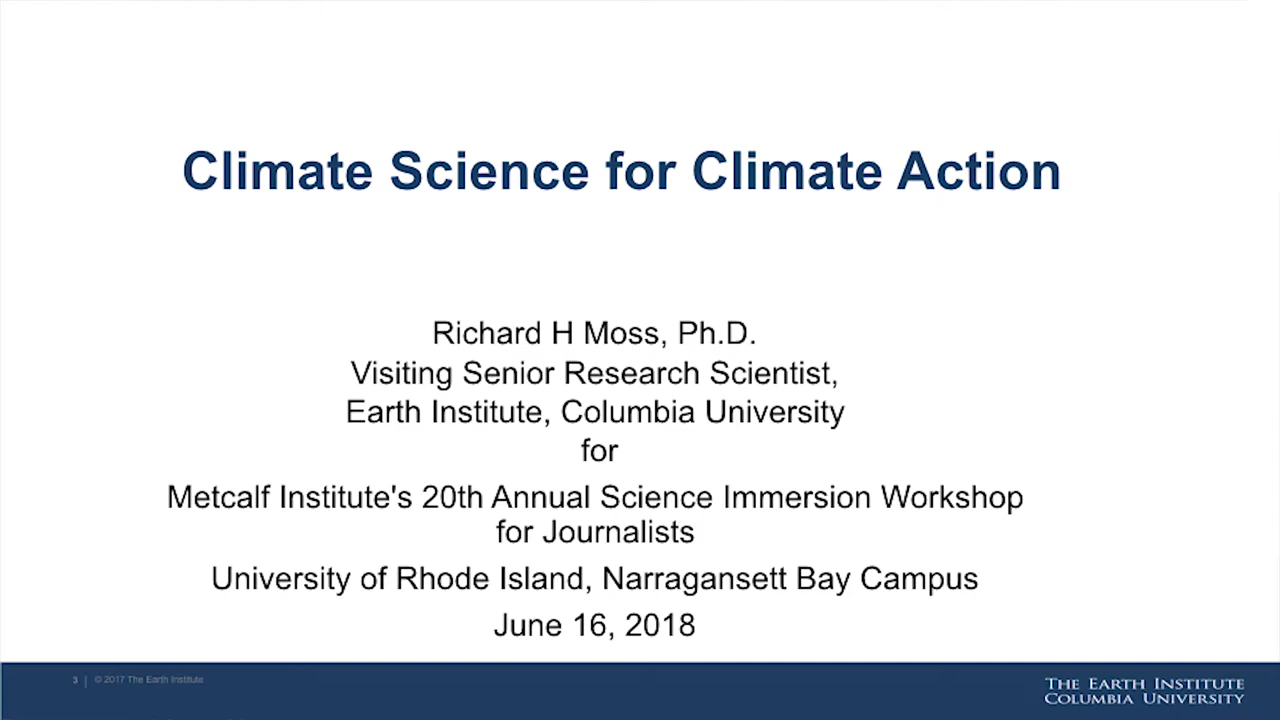 Climate Science for Climate Action
Richard H Moss, Ph.D.
Visiting Senior Research Scientist,
Earth Institute, Columbia University
for
Metcalf Institute's 20th Annual Science Immersion Workshop
for Journalists
University of Rhode Island, Narragansett Bay Campus
June 16, 2018
3 | © 2017 The Earth Institute
THE EARTH INSTITUTE
COLUMBIA UNIVERSITY